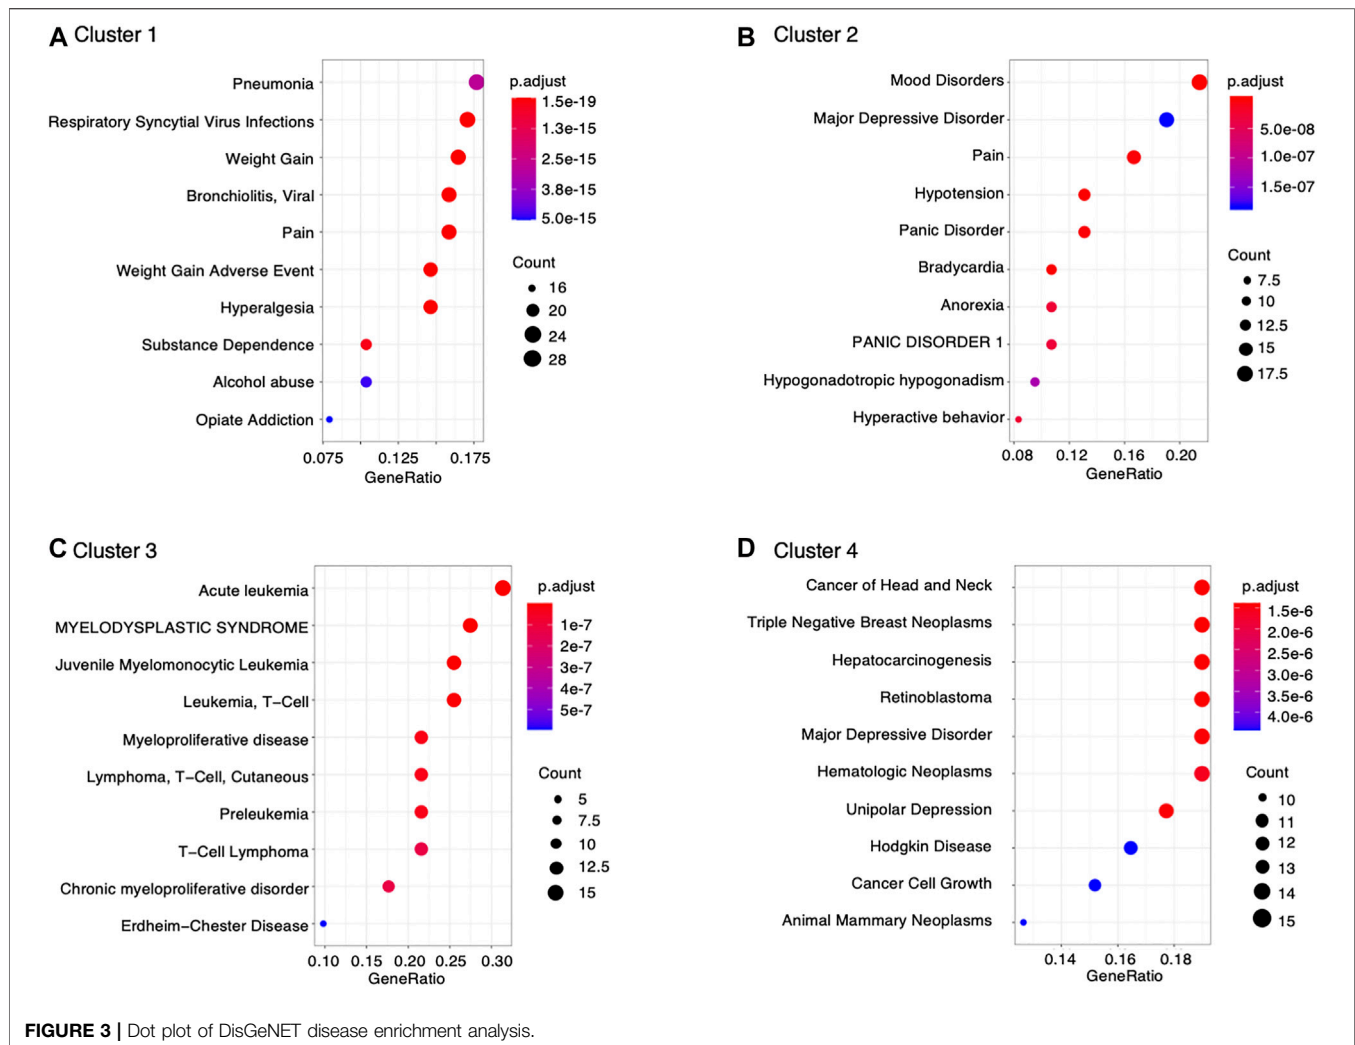 A Cluster 1
Pneumonia
Respiratory Syncytial Virus Infections
Weight Gain
Bronchiolitis, Viral
Pain
Weight Gain Adverse Event
Hyperalgesia
Substance Dependence
Alcohol abuse
Opiate Addiction
0.075 0.125 0.175
GeneRatio
p.adjust
1.5e-19
1.3e-15
2.5e-15
3.8e-15
5.0e-15
Count
16
20
24
28
B Cluster 2
Mood Disorders
Major Depressive Disorder
Pain
Hypotension
Panic Disorder
Bradycardia
Anorexia
PANIC DISORDER 1
Hypogonadotropic hypogonadism
Hyperactive behavior
0.08 0.12 0.16 0.20
GeneRatio
p.adjust
5.0e-08
1.0e-07
1.5e-07
Count
7.5
10
12.5
15
17.5
C Cluster 3
Acute leukemia
MYELODYSPLASTIC SYNDROME
Juvenile Myelomonocytic Leukemia
Leukemia, T-Cell
Myeloproliferative disease
Lymphoma, T-Cell, Cutaneous
Preleukemia
T-Cell Lymphoma
Chronic myeloproliferative disorder
Erdheim-Chester Disease
0.10 0.15 0.20 0.25 0.30
GeneRatio
p.adjust
1e-7
2e-7
3e-7
4e-7
5e-7
Count
5
7.5
10
12.5
15
D Cluster 4
Cancer of Head and Neck
Triple Negative Breast Neoplasms
Hepatocarcinogenesis
Retinoblastoma
Major Depressive Disorder
Hematologic Neoplasms
Unipolar Depression
Hodgkin Disease
Cancer Cell Growth
Animal Mammary Neoplasms
0.14 0.16 0.18
GeneRatio
p.adjust
1.5e-6
2.0e-6
2.5e-6
3.0e-6
3.5e-6
4.0e-6
Count
10
11
12
13
14
15
FIGURE 3 | Dot plot of DisGeNET disease enrichment analysis.